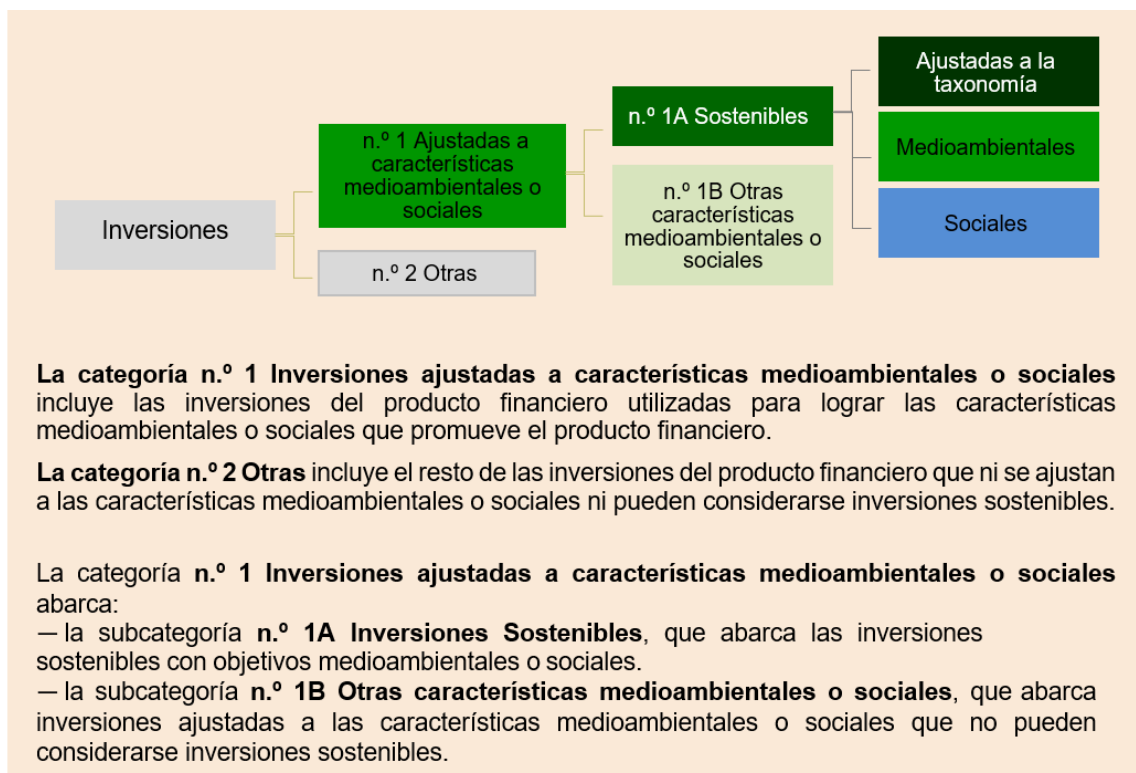 Ajustadas a la
taxonomía
n.º 1A Sostenibles
n.º 1 Ajustadas a
características
medioambientales o
sociales
Medioambientales
n.º 1B Otras
características
medioambientales o
sociales
Inversiones
Sociales
n.º 2 Otras
La categoría n.º 1 Inversiones ajustadas a características medioambientales o sociales
incluye las inversiones del producto financiero utilizadas para lograr las características
medioambientales o sociales que promueve el producto financiero.
La categoría n.º 2 Otras incluye el resto de las inversiones del producto financiero que ni se ajustan
a las características medioambientales o sociales ni pueden considerarse inversiones sostenibles.
La categoría n.º 1 Inversiones ajustadas a características medioambientales o sociales
abarca:
— la subcategoría n.º 1A Inversiones Sostenibles, que abarca las inversiones
sostenibles con objetivos medioambientales o sociales.
— la subcategoría n.º 1B Otras características medioambientales o sociales, que abarca
inversiones ajustadas a las características medioambientales o sociales que no pueden
considerarse inversiones sostenibles.